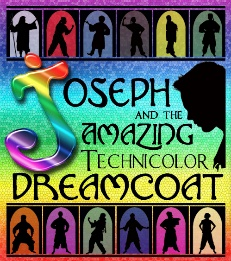 JOSEPH
AND THE
AMAZING
TECHNICOLOR
DREAMCOAT